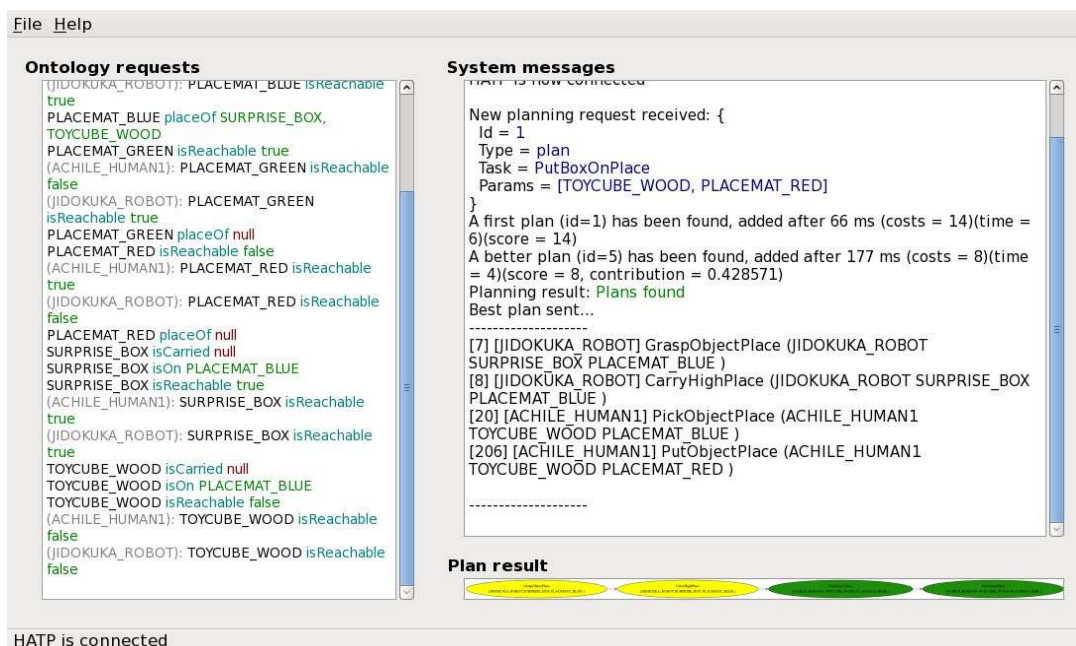 File Help
Ontology requests
(JIDOKUKA_ROBOT): PLACEMAT_BLUE isReachable
true
PLACEMAT_BLUE placeOf SURPRISE_BOX,
TOYCUBE_WOOD
PLACEMAT_GREEN isReachable true
(ACHILE_HUMAN1): PLACEMAT_GREEN isReachable
false
(JIDOKUKA_ROBOT): PLACEMAT_GREEN
isReachable true
PLACEMAT_GREEN placeOf null
PLACEMAT_RED isReachable false
(ACHILE_HUMAN1): PLACEMAT_RED isReachable
true
(JIDOKUKA_ROBOT): PLACEMAT_RED isReachable
false
PLACEMAT_RED placeOf null
SURPRISE_BOX isCarried null
SURPRISE_BOX isOn PLACEMAT_BLUE
SURPRISE_BOX isReachable true
(ACHILE_HUMAN1): SURPRISE_BOX isReachable
true
(JIDOKUKA_ROBOT): SURPRISE_BOX isReachable
true
TOYCUBE_WOOD isCarried null
TOYCUBE_WOOD isOn PLACEMAT_BLUE
TOYCUBE_WOOD isReachable false
(ACHILE_HUMAN1): TOYCUBE_WOOD isReachable
false
(JIDOKUKA_ROBOT): TOYCUBE_WOOD isReachable
false
System messages
HATP is now connected
New planning request received: {
Id = 1
Type = plan
Task = PutBoxOnPlace
Params = [TOYCUBE_WOOD, PLACEMAT_RED]
}
A first plan (id=1) has been found, added after 66 ms (costs = 14)(time =
6)(score = 14)
A better plan (id=5) has been found, added after 177 ms (costs = 8)(time
= 4)(score = 8, contribution = 0.428571)
Planning result: Plans found
Best plan sent...
--------------------
[7] [JIDOKUKA_ROBOT] GraspObjectPlace (JIDOKUKA_ROBOT
SURPRISE_BOX PLACEMAT_BLUE )
[8] [JIDOKUKA_ROBOT] CarryHighPlace (JIDOKUKA_ROBOT SURPRISE_BOX
PLACEMAT_BLUE )
[20] [ACHILE_HUMAN1] PickObjectPlace (ACHILE_HUMAN1
TOYCUBE_WOOD PLACEMAT_BLUE )
[206] [ACHILE_HUMAN1] PutObjectPlace (ACHILE_HUMAN1
TOYCUBE_WOOD PLACEMAT_RED )
--------------------
Plan result
HATP is connected